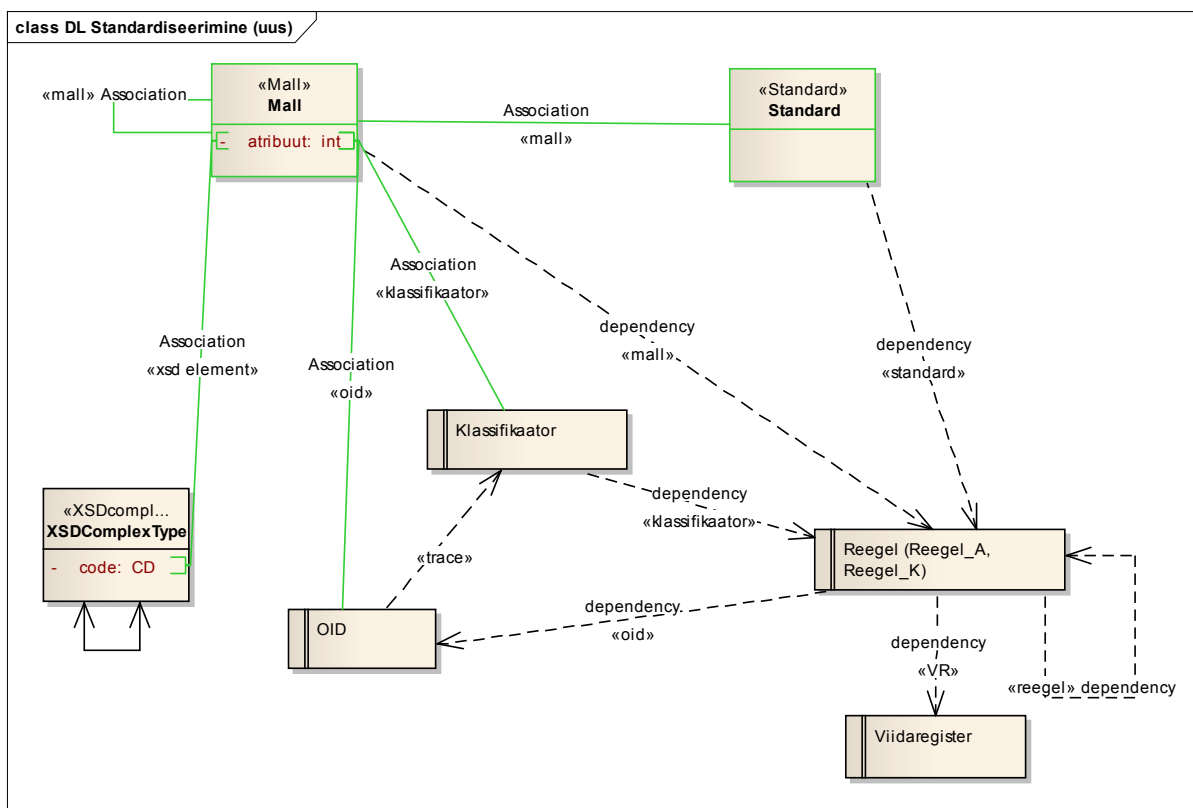 class DL Standardiseerimine (uus)
«Mall»
Mall
- atribuut: int
«mall» Association
Association
«mall»
«Standard»
Standard
Association
«klassifikaator»
Association
«xsd element»
Association
«oid»
dependency
«mall»
dependency
«standard»
Klassifikaator
dependency
«klassifikaator»
«XSDcompl...
XSDComplexType
- code: CD
«trace»
Reegel (Reegel_A,
Reegel_K)
OID
dependency
«oid»
dependency
«VR»
«reegel» dependency
Viidaregister